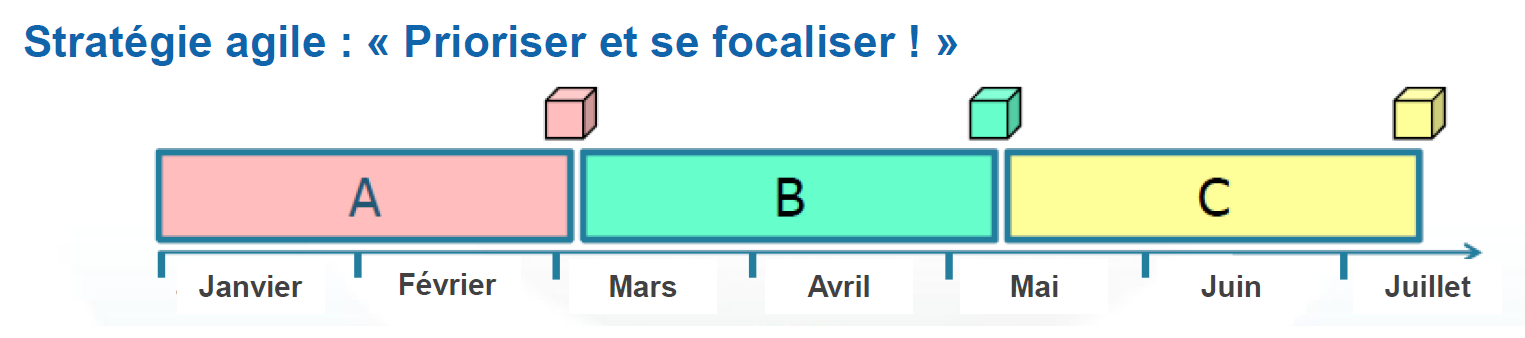 Stratégie agile : « Prioriser et se focaliser ! »
A B C
Janvier Février Mars Avril Mai Juin Juillet